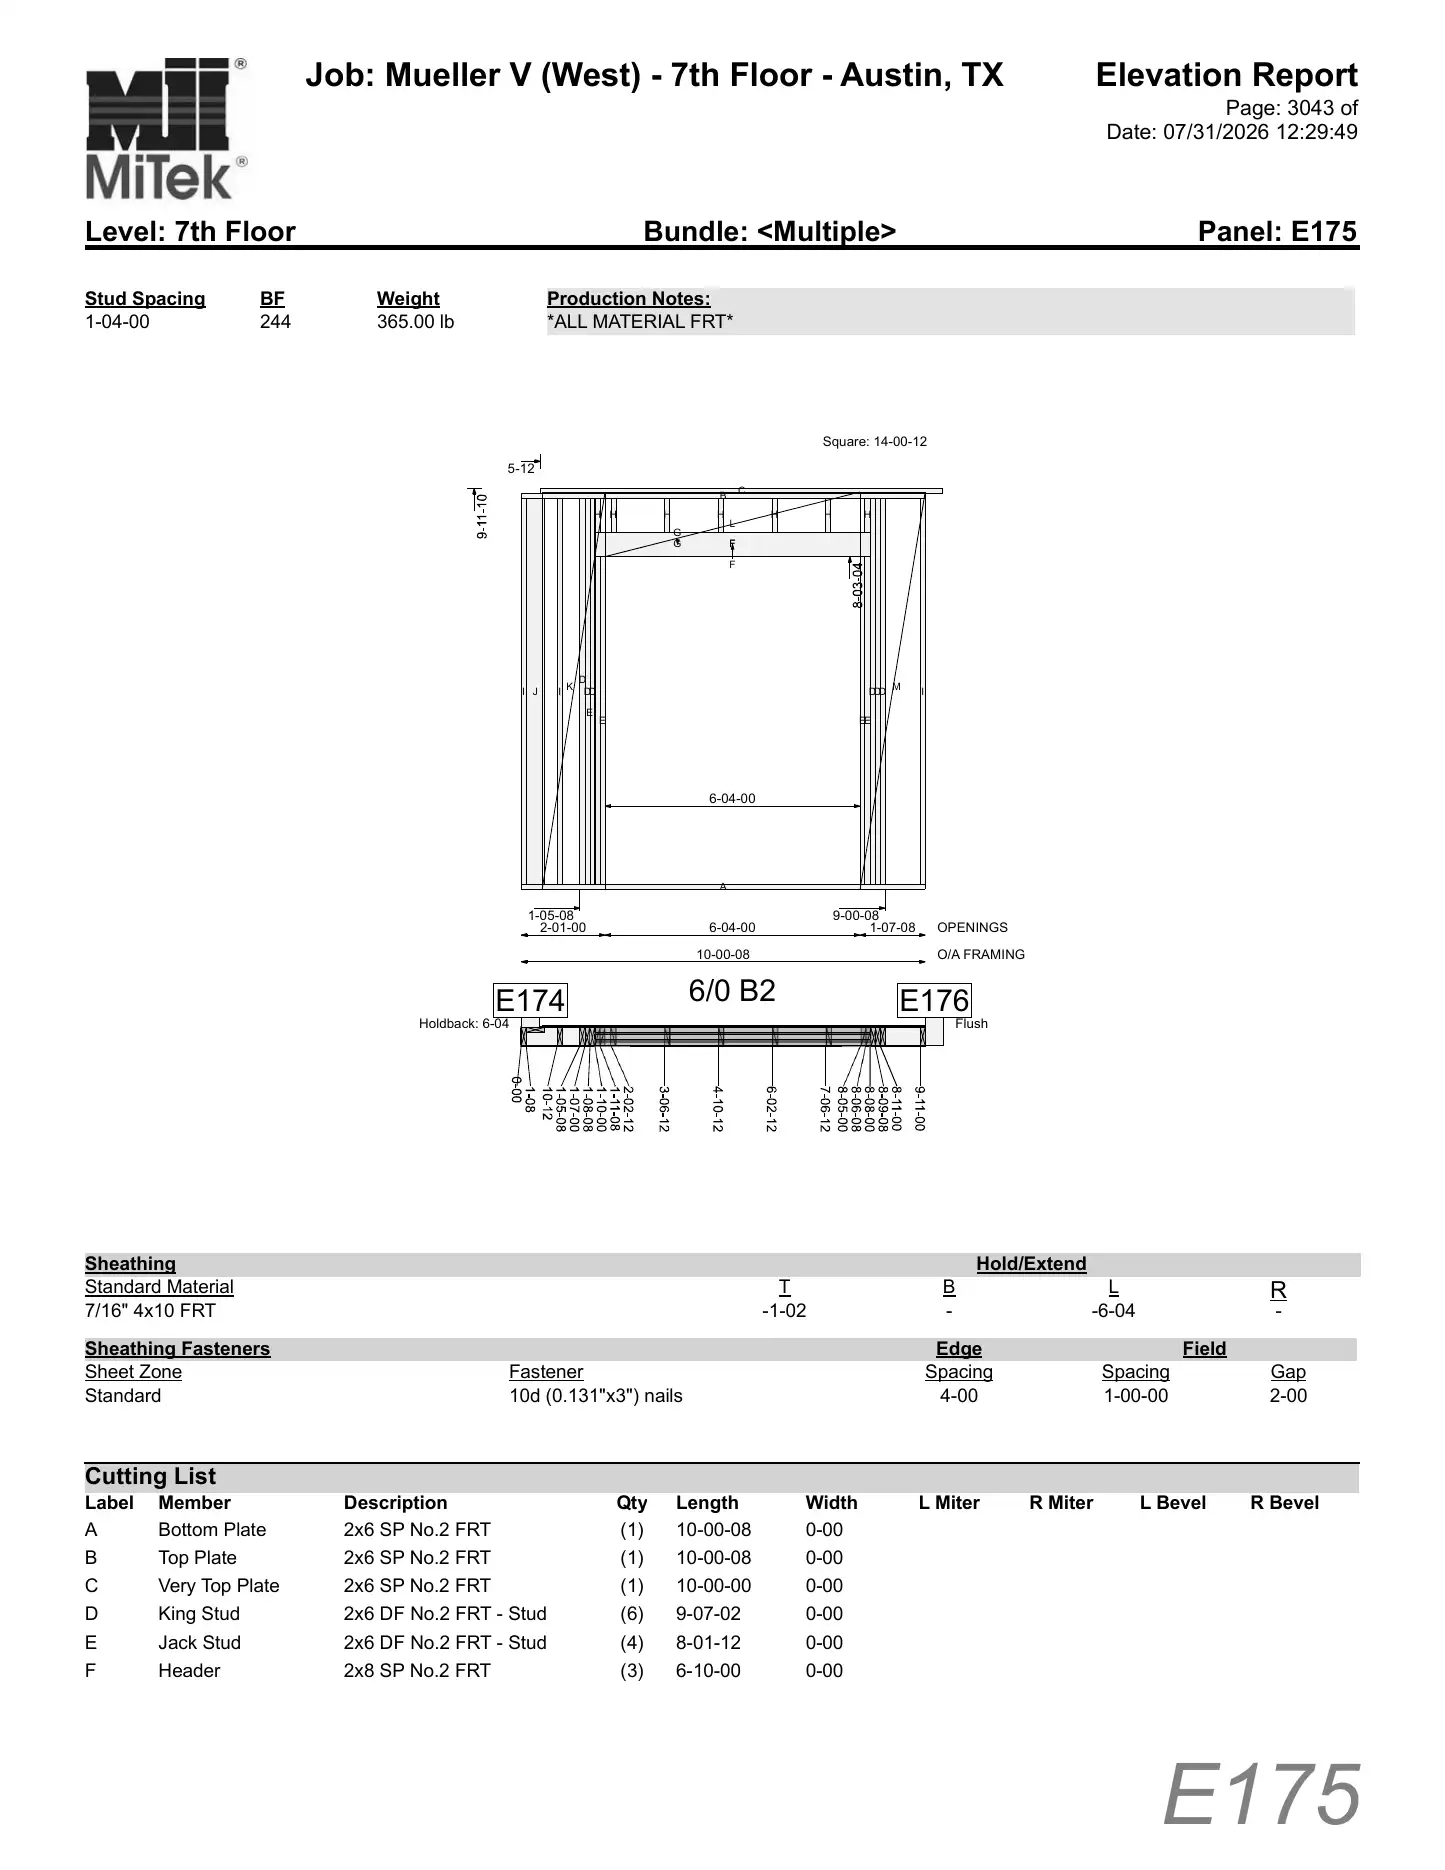 Job: Mueller V (West) - 7th Floor - Austin, TX
Elevation Report
Page: 3043 of
Date: 07/31/2026 12:29:49
MiTek®
Level: 7th Floor Bundle: <Multiple> Panel: E175
Stud Spacing BF Weight Production Notes:
1-04-00 244 365.00 lb *ALL MATERIAL FRT*
Square: 14-00-12
5-12
9-11-10
C
B
L
G
G
F
8-03-04
I J I K D M I
E
6-04-00
A
1-05-08 9-00-08
2-01-00 6-04-00 1-07-08 OPENINGS
10-00-08 O/A FRAMING
E174 6/0 B2 E176
Holdback: 6-04 Flush
0-00 1-08 10-12 1-05-08 1-07-00 1-08-08 1-10-00 1-11-08 2-02-12 3-06-12 4-10-12 6-02-12 7-06-12 8-05-00 8-06-08 8-08-00 8-09-08 8-11-00 9-11-00
Sheathing Hold/Extend
Standard Material T B L R
7/16" 4x10 FRT -1-02 - -6-04 -
Sheathing Fasteners Edge Field
Sheet Zone Fastener Spacing Spacing Gap
Standard 10d (0.131"x3") nails 4-00 1-00-00 2-00
Cutting List
Label Member Description Qty Length Width L Miter R Miter L Bevel R Bevel
A Bottom Plate 2x6 SP No.2 FRT (1) 10-00-08 0-00
B Top Plate 2x6 SP No.2 FRT (1) 10-00-08 0-00
C Very Top Plate 2x6 SP No.2 FRT (1) 10-00-00 0-00
D King Stud 2x6 DF No.2 FRT - Stud (6) 9-07-02 0-00
E Jack Stud 2x6 DF No.2 FRT - Stud (4) 8-01-12 0-00
F Header 2x8 SP No.2 FRT (3) 6-10-00 0-00
E175